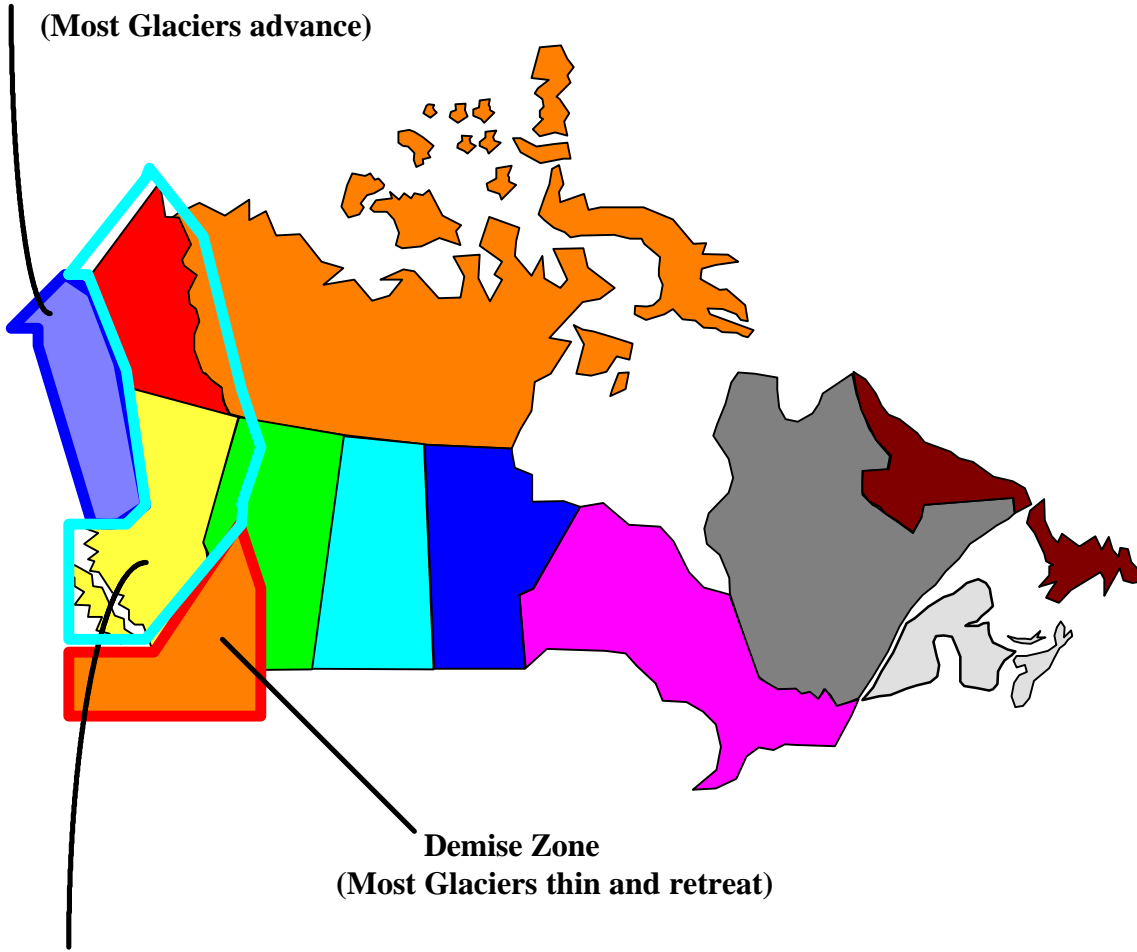 (Most Glaciers advance)
Demise Zone
(Most Glaciers thin and retreat)